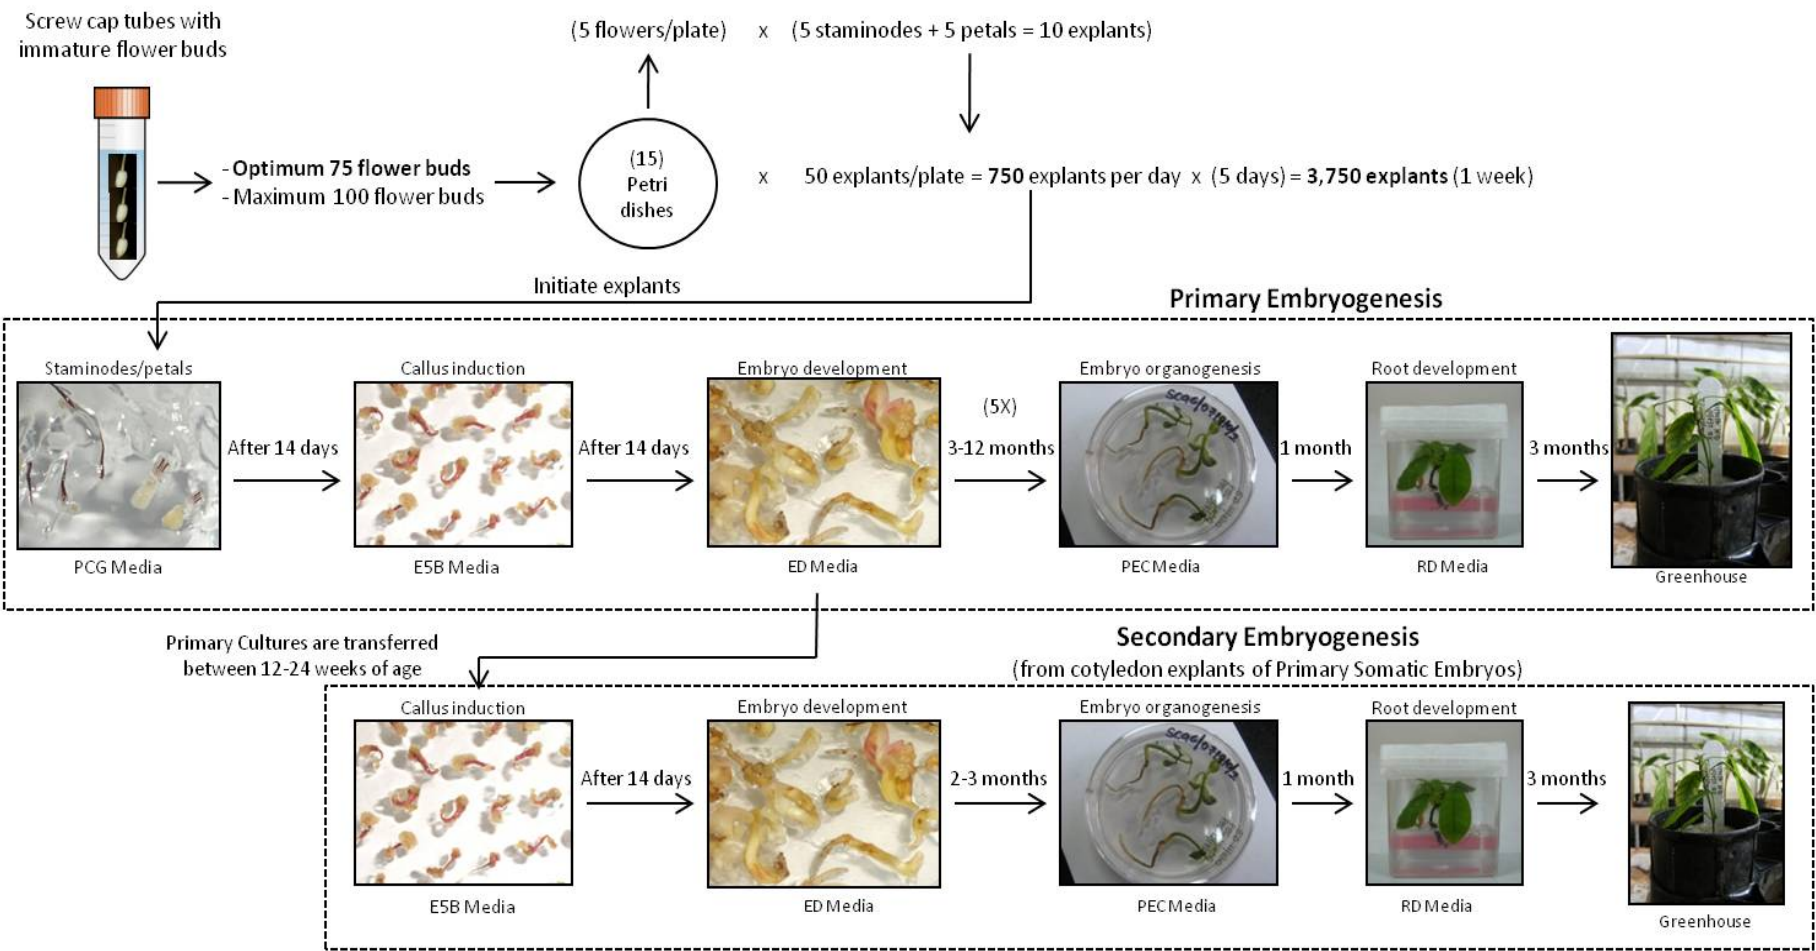 Screw cap tubes with
immature flower buds
(5 flowers/plate) x (5 staminodes + 5 petals = 10 explants)
- Optimum 75 flower buds
- Maximum 100 flower buds
(15)
Petri
dishes
x 50 explants/plate = 750 explants per day x (5 days) = 3,750 explants (1 week)
Initiate explants
Primary Embryogenesis
Staminodes/petals
PCG Media
After 14 days
Callus induction
E5B Media
After 14 days
Embryo development
ED Media
(5X)
3-12 months
Embryo organogenesis
PEC Media
1 month
Root development
RD Media
3 months
Greenhouse
Primary Cultures are transferred
between 12-24 weeks of age
Secondary Embryogenesis
(from cotyledon explants of Primary Somatic Embryos)
Callus induction
E5B Media
After 14 days
Embryo development
ED Media
2-3 months
Embryo organogenesis
PEC Media
1 month
Root development
RD Media
3 months
Greenhouse